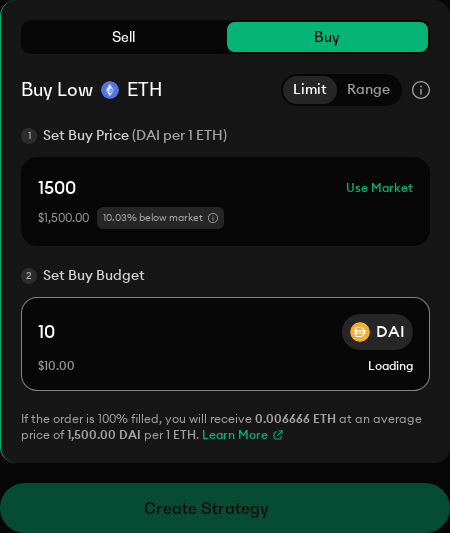 Sell Buy
Buy Low ETH Limit Range
1 Set Buy Price (DAI per 1 ETH)
1500 Use Market
$1,500.00 10.03% below market
2 Set Buy Budget
10 DAI
$10.00 Loading
If the order is 100% filled, you will receive 0.006666 ETH at an average
price of 1,500.00 DAI per 1 ETH. Learn More
Create Strategy